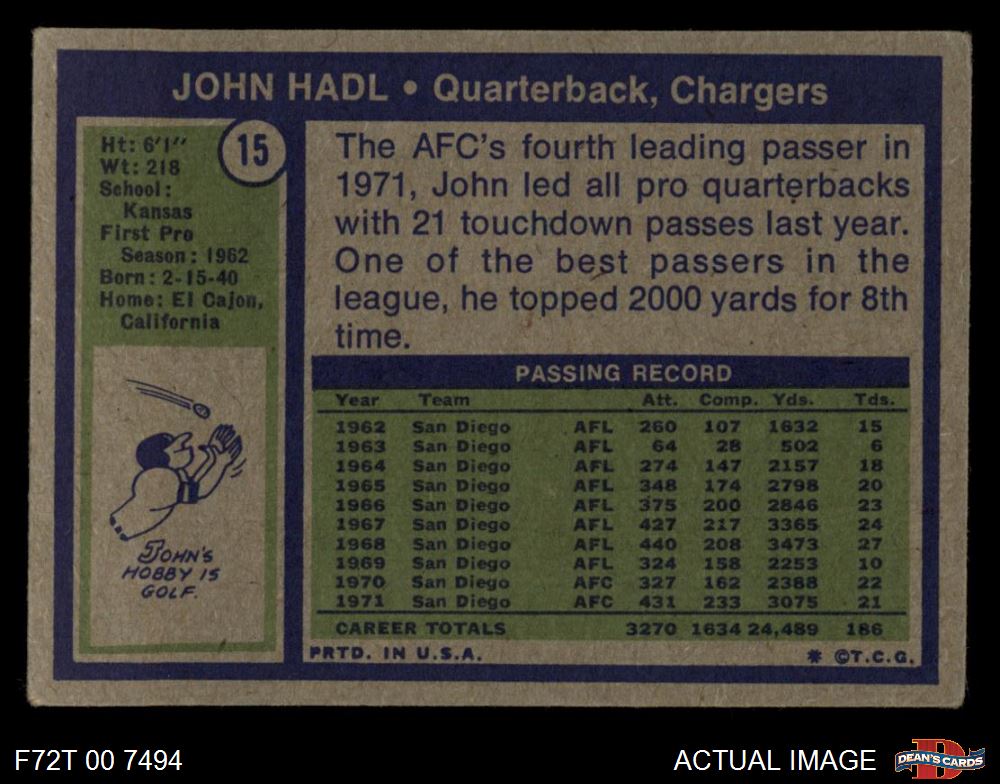 JOHN HADL • Quarterback, Chargers
15
Ht: 6'1"
Wt: 218
School:
Kansas
First Pro
Season: 1962
Born: 2-15-40
Home: El Cajon,
California
JOHN'S
HOBBY IS
GOLF.
The AFC's fourth leading passer in
1971, John led all pro quarterbacks
with 21 touchdown passes last year.
One of the best passers in the
league, he topped 2000 yards for 8th
time.
PASSING RECORD
Year Team Att. Comp. Yds. Tds.
1962 San Diego AFL 260 107 1632 15
1963 San Diego AFL 64 28 502 6
1964 San Diego AFL 274 147 2157 18
1965 San Diego AFL 348 174 2798 20
1966 San Diego AFL 375 200 2846 23
1967 San Diego AFL 427 217 3365 24
1968 San Diego AFL 440 208 3473 27
1969 San Diego AFL 324 158 2253 10
1970 San Diego AFC 327 162 2388 22
1971 San Diego AFC 431 233 3075 21
CAREER TOTALS 3270 1634 24,489 186
PRTD. IN U.S.A. * ©T.C.G.
F72T 00 7494
ACTUAL IMAGE
D
DEAN'S CARDS